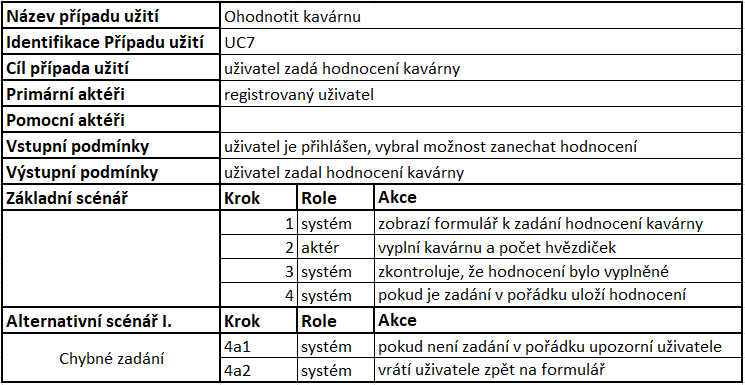 Název případu užití Ohodnotit kavárnu
Identifikace Případu užití UC7
Cíl případa užití uživatel zadá hodnocení kavárny
Primární aktéři registrovaný uživatel
Pomocní aktéři
Vstupní podmínky uživatel je přihlášen, vybral možnost zanechat hodnocení
Výstupní podmínky uživatel zadal hodnocení kavárny
Základní scénář Krok Role Akce
1 systém zobrazí formulář k zadání hodnocení kavárny
2 aktér vyplní kavárnu a počet hvězdiček
3 systém zkontroluje, že hodnocení bylo vyplněné
4 systém pokud je zadání v pořádku uloží hodnocení
Alternativní scénář I. Krok Role Akce
Chybné zadání
4a1 systém pokud není zadání v pořádku upozorní uživatele
4a2 systém vrátí uživatele zpět na formulář